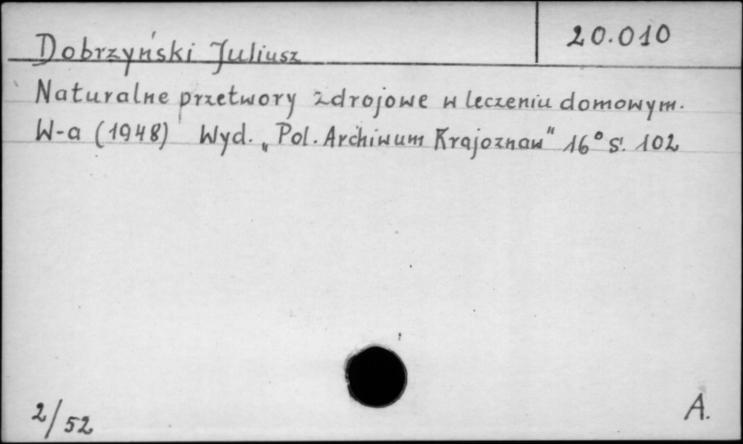 20.010
Dobrzyński Juliusz
Naturalne przetwory zdrojowe w leczeniu domowym.
W-a (1948) Wyd. „Pol. Archiwum Krajoznaw" 16° S. 102
2/52
A.